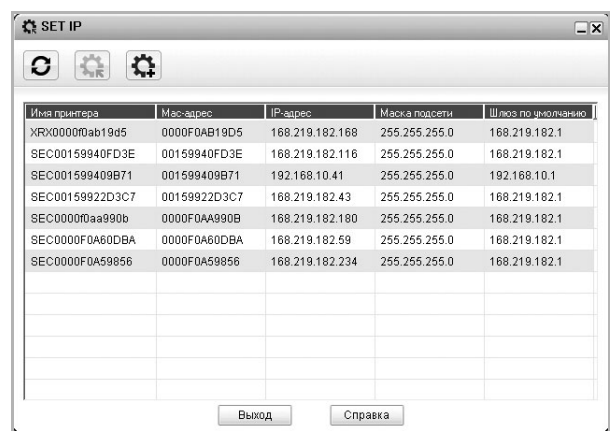 SET IP
Имя принтера Mac-адрес IP-адрес Маска подсети Шлюз по умолчанию
XRX0000f0ab19d5 0000F0AB19D5 168.219.182.168 255.255.255.0 168.219.182.1
SEC00159940FD3E 00159940FD3E 168.219.182.116 255.255.255.0 168.219.182.1
SEC001599409B71 001599409B71 192.168.10.41 255.255.255.0 192.168.10.1
SEC00159922D3C7 00159922D3C7 168.219.182.43 255.255.255.0 168.219.182.1
SEC0000f0aa990b 0000F0AA990B 168.219.182.180 255.255.255.0 168.219.182.1
SEC0000F0A60DBA 0000F0A60DBA 168.219.182.59 255.255.255.0 168.219.182.1
SEC0000F0A59856 0000F0A59856 168.219.182.234 255.255.255.0 168.219.182.1
Выход Справка